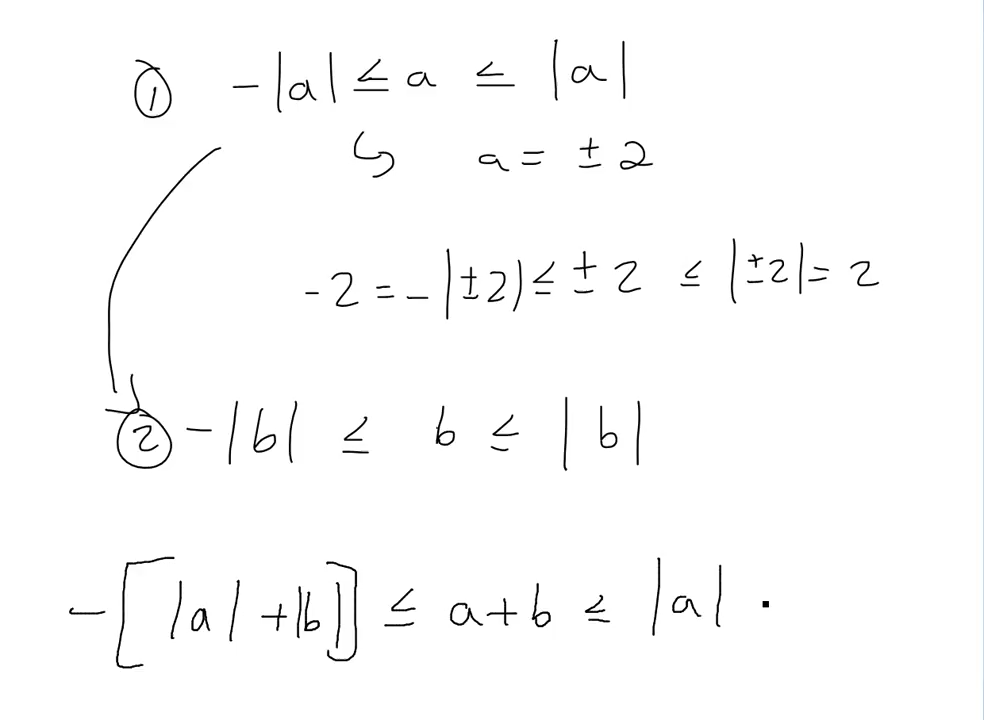 ① -|a| ≤ a ≤ |a|
↪ a = ±2
-2 = -|±2| ≤ ±2 ≤ |±2| = 2
② -|b| ≤ b ≤ |b|
-[|a| + |b|] ≤ a+b ≤ |a|